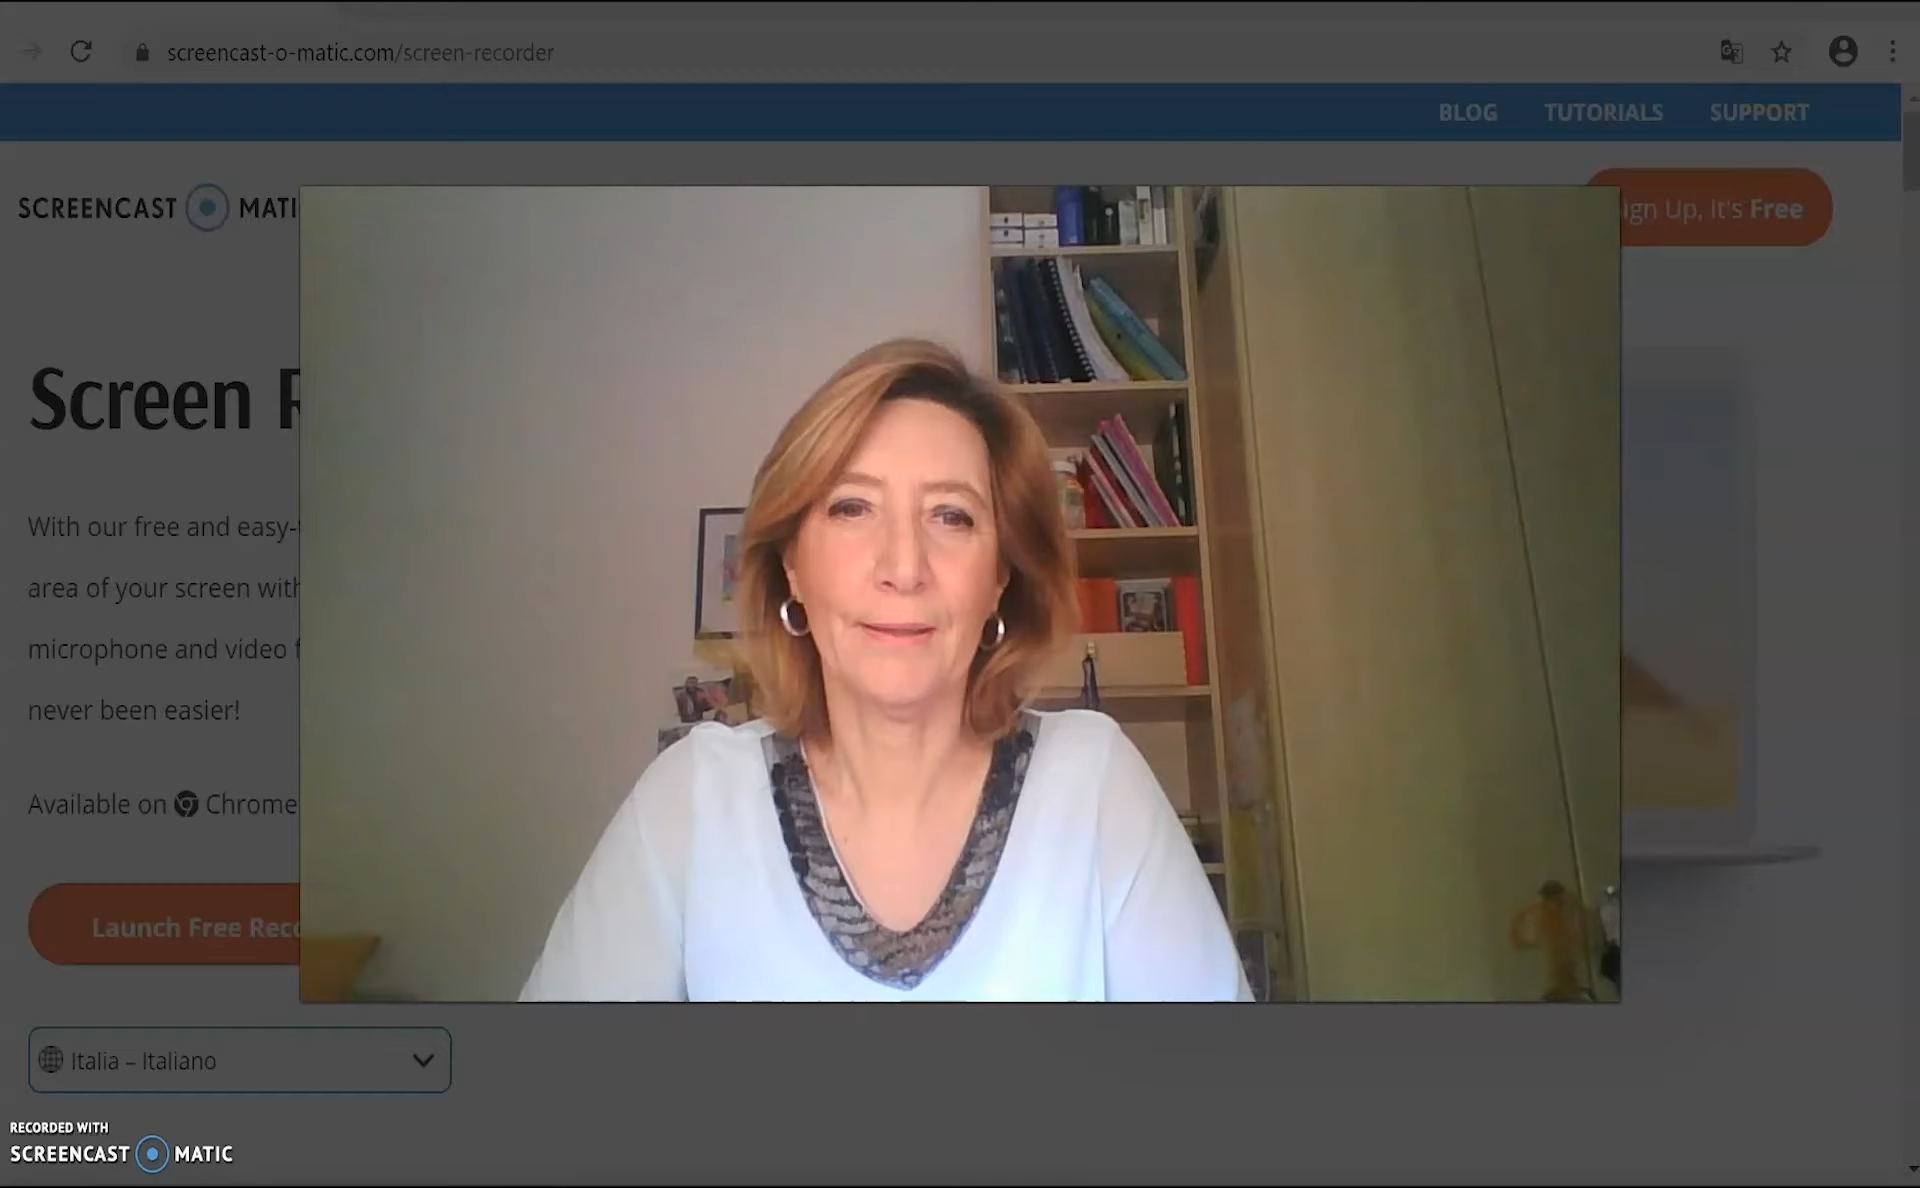 screencast-o-matic.com/screen-recorder
BLOG TUTORIALS SUPPORT
SCREENCAST MATI
ign Up, It's Free
Screen R
With our free and easy-
area of your screen with
microphone and video f
never been easier!
Available on Chrome
Launch Free Reco
Italia – Italiano
RECORDED WITH
SCREENCAST MATIC